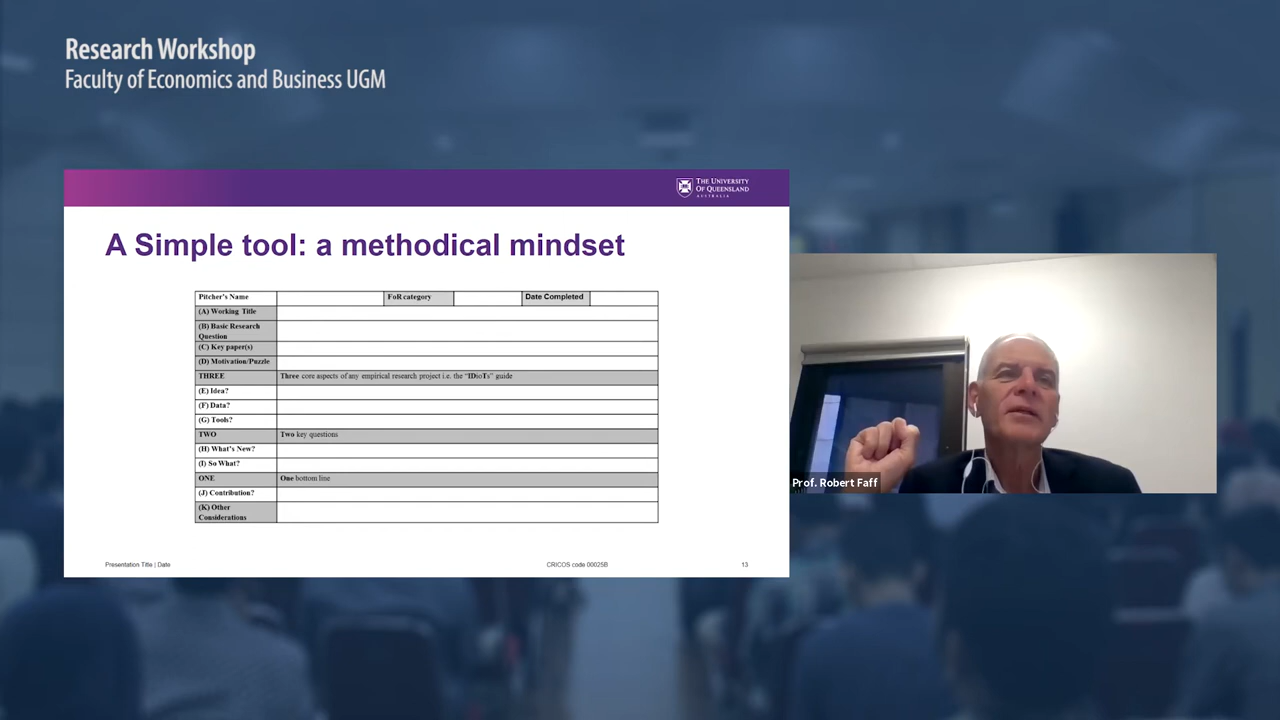 Research Workshop
Faculty of Economics and Business UGM
THE UNIVERSITY
OF QUEENSLAND
AUSTRALIA
A Simple tool: a methodical mindset
Pitcher's Name FoR category Date Completed
(A) Working Title
(B) Basic Research
Question
(C) Key paper(s)
(D) Motivation/Puzzle
THREE Three core aspects of any empirical research project i.e. the "IDioTs" guide
(E) Idea?
(F) Data?
(G) Tools?
TWO Two key questions
(H) What's New?
(I) So What?
ONE One bottom line
(J) Contribution?
(K) Other
Considerations
Presentation Title | Date CRICOS code 00025B 13
Prof. Robert Faff